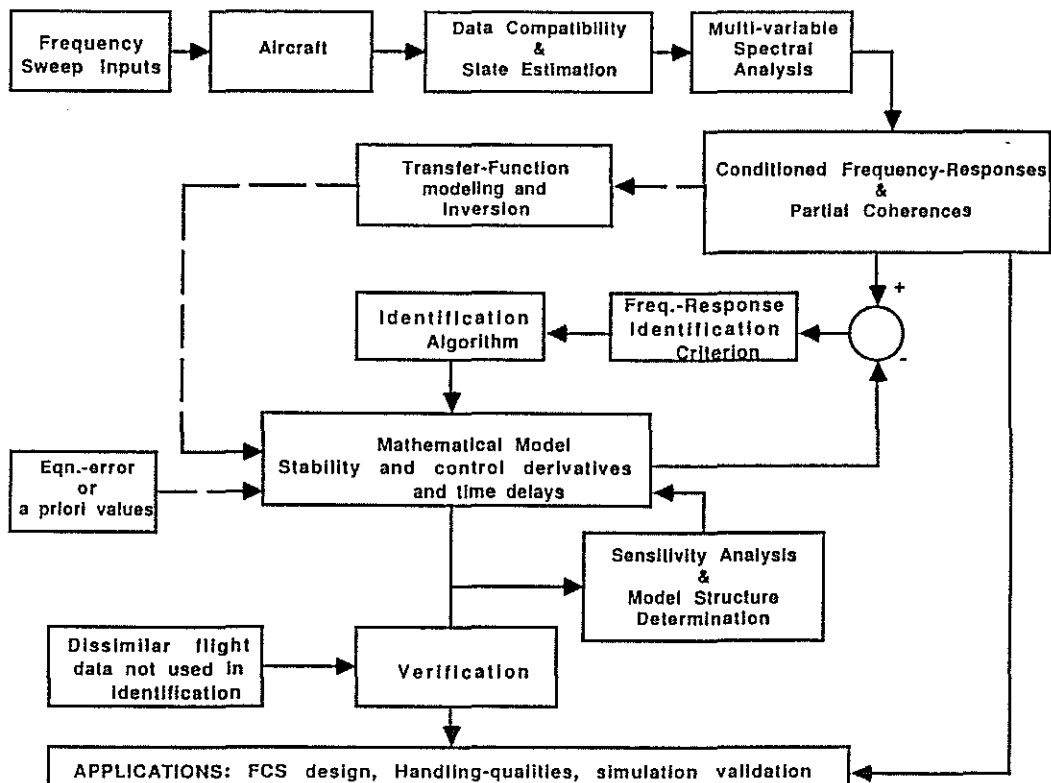 Frequency
Sweep Inputs
Aircraft
Data Compatibility
&
State Estimation
Multi-variable
Spectral
Analysis
Conditioned Frequency-Responses
&
Partial Coherences
Transfer-Function
modeling and
Inversion
+
-
Freq.-Response
Identification
Criterion
Identification
Algorithm
Mathematical Model
Stability and control derivatives
and time delays
Eqn.-error
or
a priori values
Sensitivity Analysis
&
Model Structure
Determination
Dissimilar flight
data not used in
identification
Verification
APPLICATIONS: FCS design, Handling-qualities, simulation validation